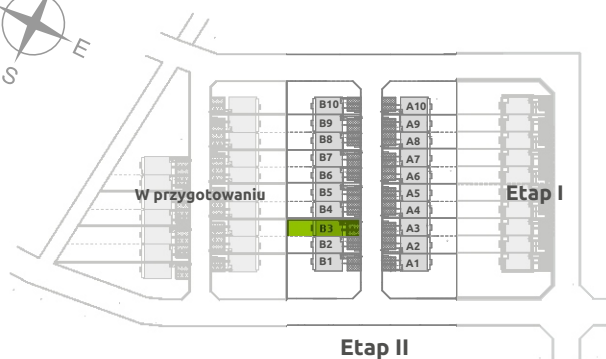 E
S
B10 A10
B9 A9
B8 A8
B7 A7
B6 A6
W przygotowaniu B5 A5 Etap I
B4 A4
B3 A3
B2 A2
B1 A1
Etap II